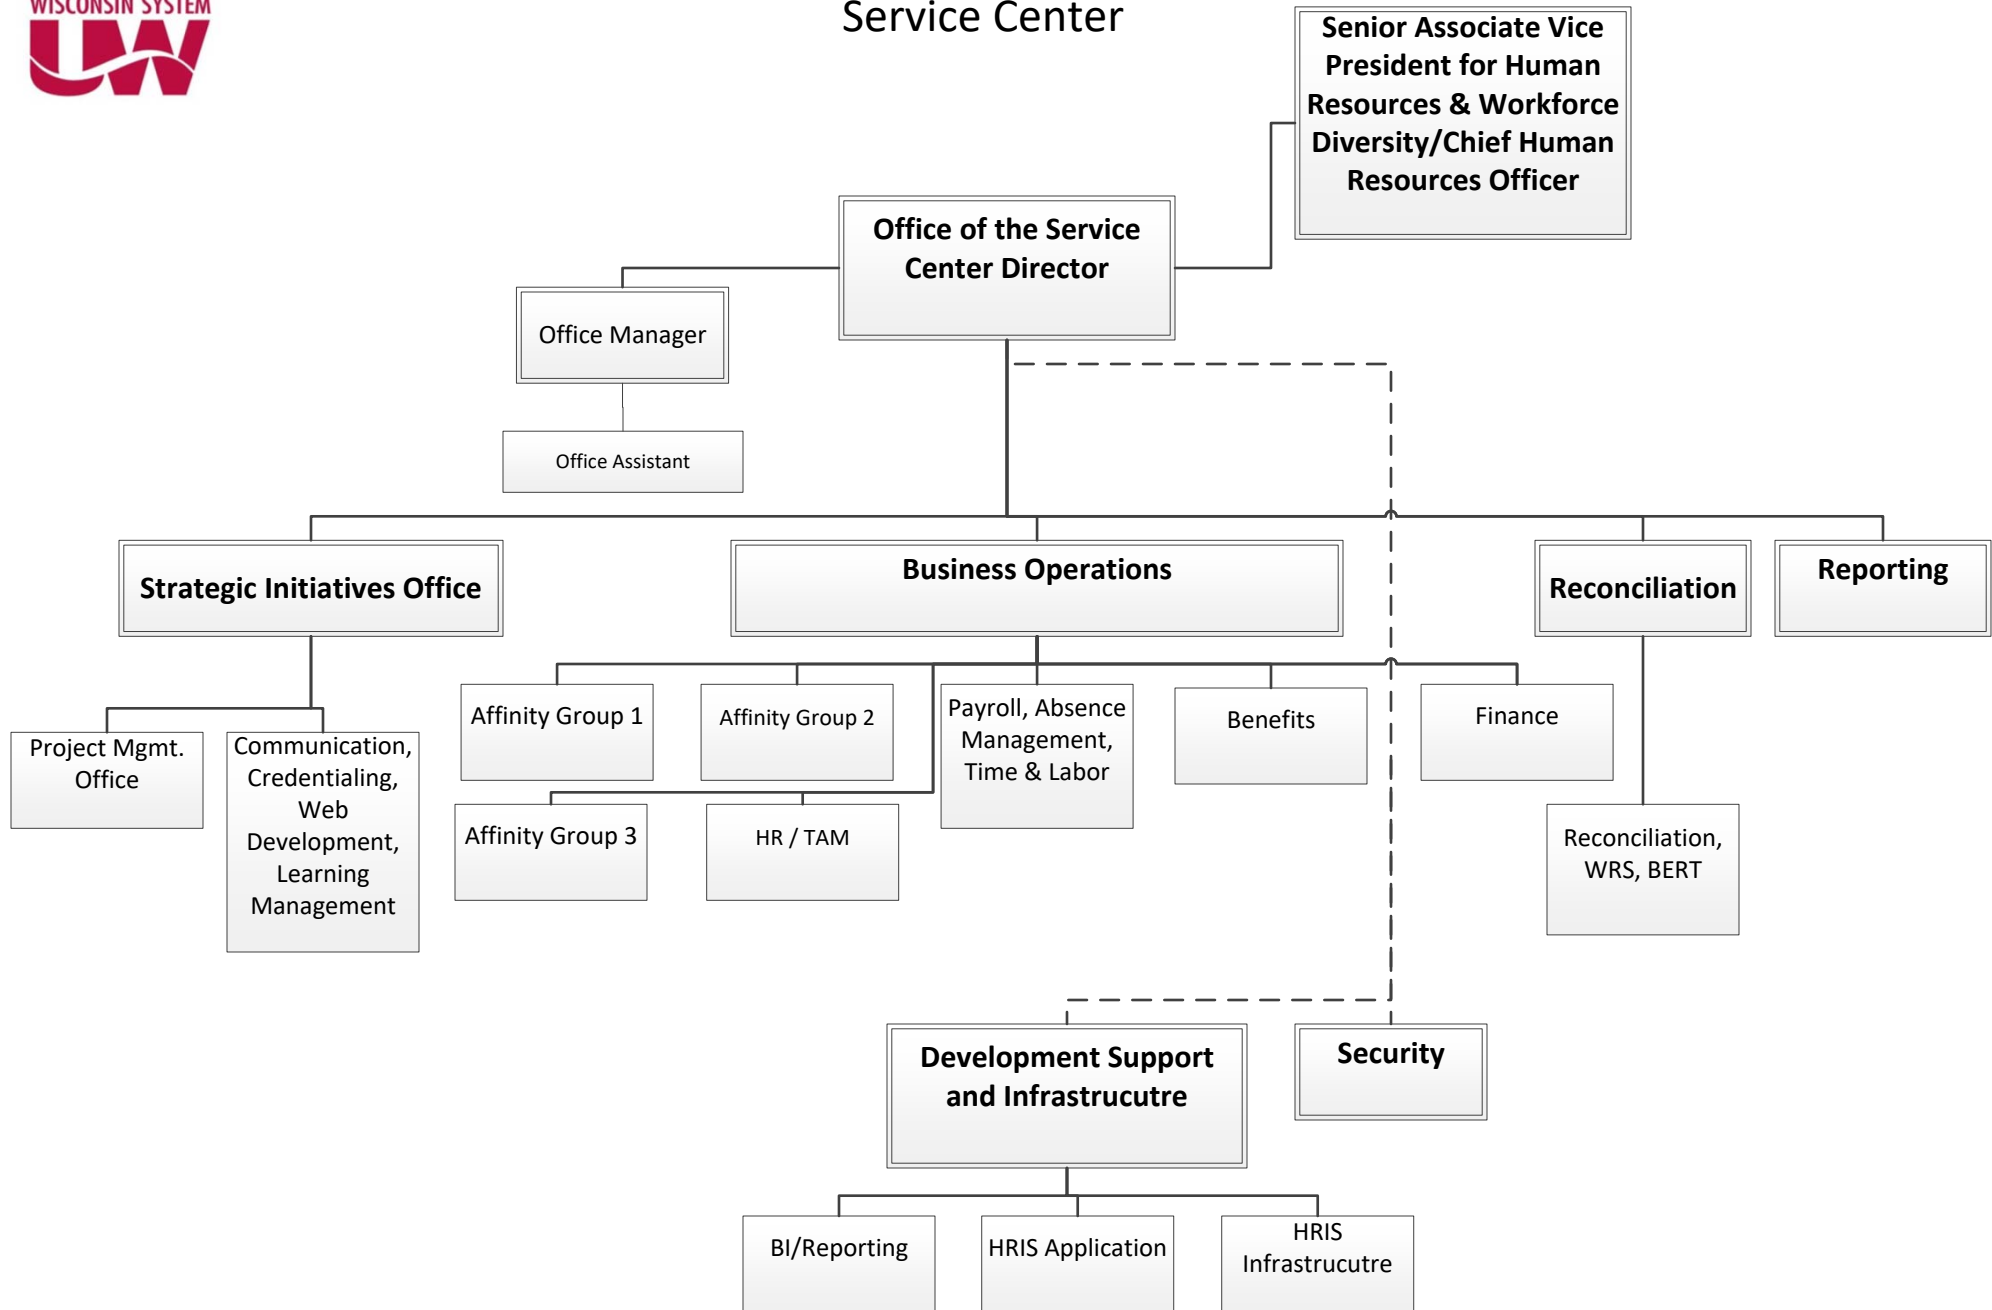 WISCONSIN SYSTEM
UW
Service Center
Senior Associate Vice
President for Human
Resources & Workforce
Diversity/Chief Human
Resources Officer
Office of the Service
Center Director
Office Manager
Office Assistant
Strategic Initiatives Office
Business Operations
Reconciliation
Reporting
Project Mgmt.
Office
Communication,
Credentialing,
Web
Development,
Learning
Management
Affinity Group 1
Affinity Group 2
Payroll, Absence
Management,
Time & Labor
Benefits
Finance
Affinity Group 3
HR / TAM
Reconciliation,
WRS, BERT
Development Support
and Infrastrucutre
Security
BI/Reporting
HRIS Application
HRIS
Infrastrucutre